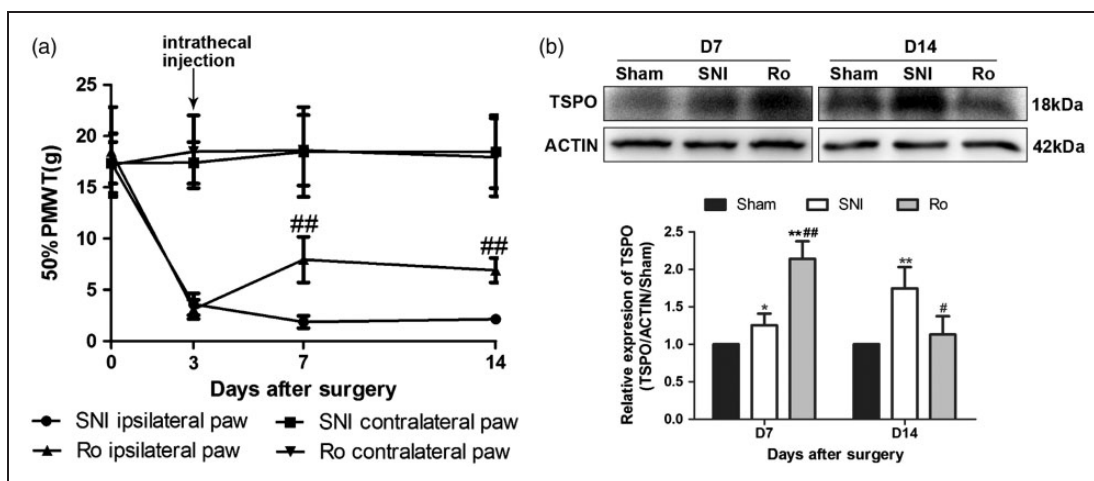 (a)
intrathecal
injection
25
20
15
10
5
0
50% PMWT(g)
##
##
0 3 7 14
Days after surgery
SNI ipsilateral paw
SNI contralateral paw
Ro ipsilateral paw
Ro contralateral paw
(b)
D7 D14
Sham SNI Ro Sham SNI Ro
TSPO 18kDa
ACTIN 42kDa
Sham SNI Ro
Relative expresion of TSPO
(TSPO/ACTIN/Sham)
2.5
2.0
1.5
1.0
0.5
0.0
* **## ** #
D7 D14
Days after surgery